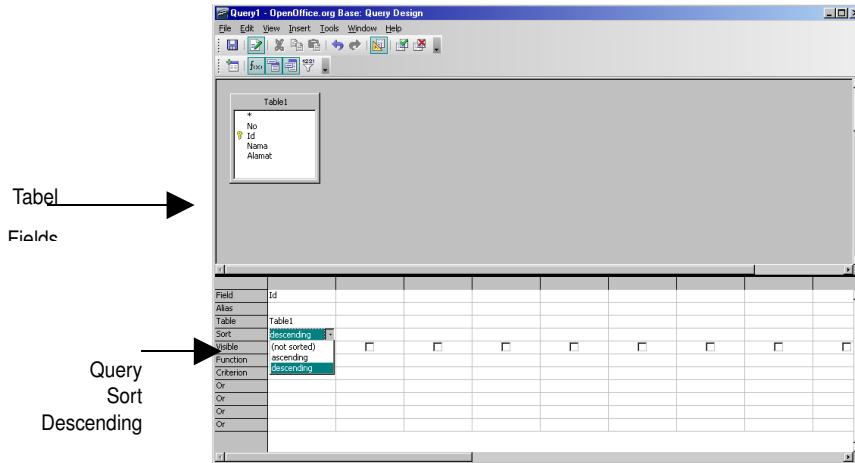 Query1 - OpenOffice.org Base: Query Design
File Edit View Insert Tools Window Help
Table1
*
No
Id
Nama
Alamat
Tabel
Fields
Field Id
Alias
Table Table1
Sort descending
Visible (not sorted)
Function ascending
Criterion descending
Or
Or
Or
Or
Query
Sort
Descending